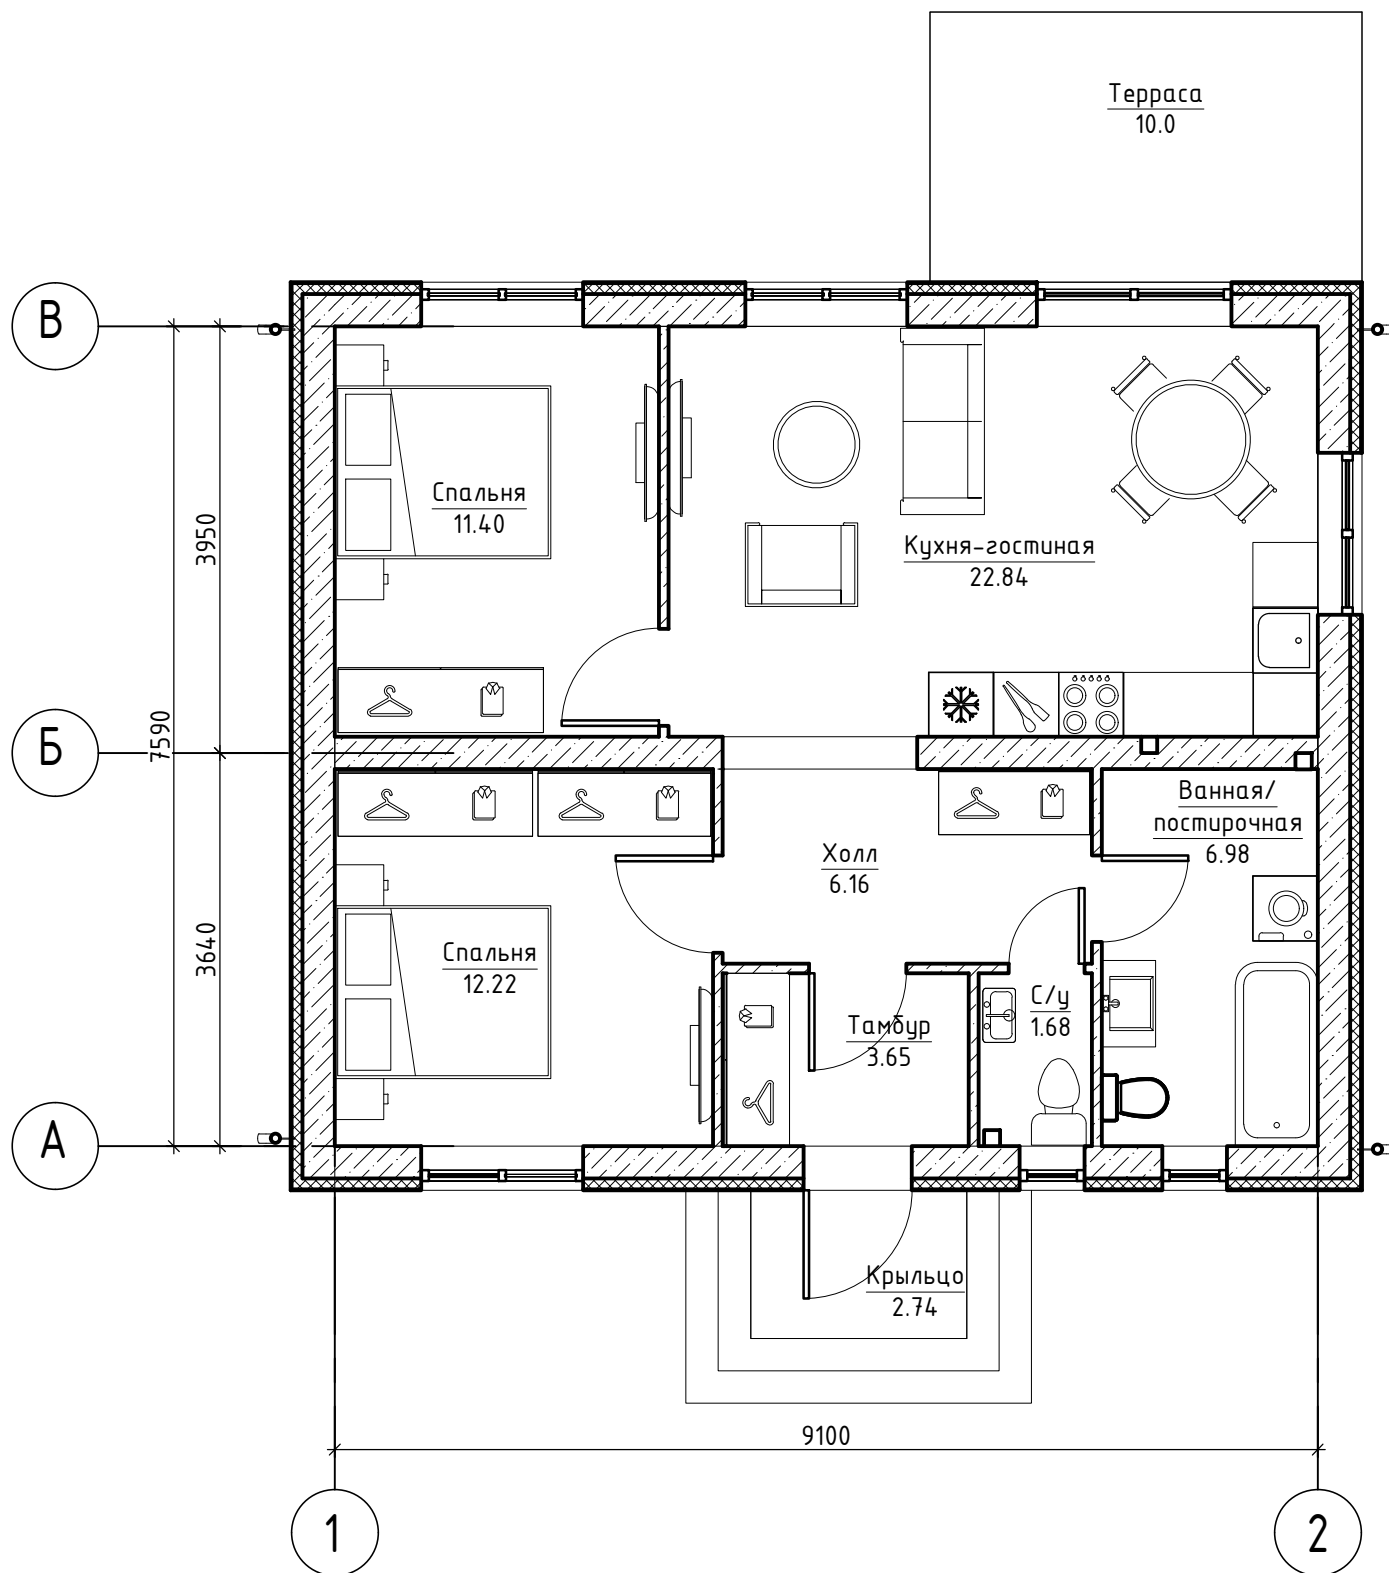 Терраса
10.0
В
Спальня
11.40
3950
Кухня-гостиная
22.84
Б
7590
Ванная/
постирочная
6.98
Холл
6.16
3640
Спальня
12.22
С/у
1.68
Тамбур
3.65
А
Крыльцо
2.74
9100
1
2